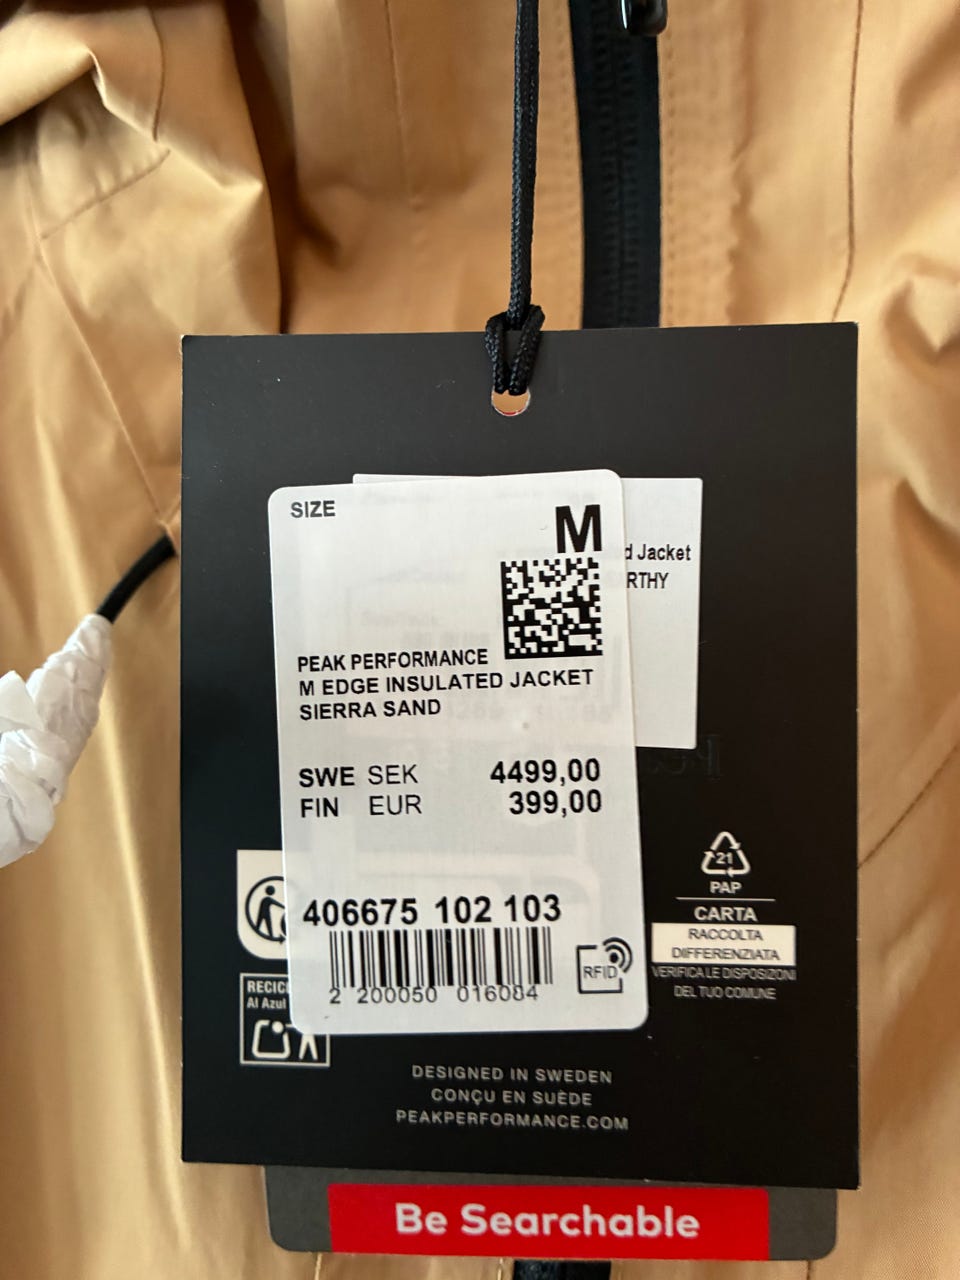 SIZE
M
d Jacket
RTHY
PEAK PERFORMANCE
M EDGE INSULATED JACKET
SIERRA SAND
SWE SEK 4499,00
FIN EUR 399,00
406675 102 103
2 200050 016084
RFID
RECICL
Al Azul
21
PAP
CARTA
RACCOLTA
DIFFERENZIATA
VERIFICA LE DISPOSIZONI
DEL TUO COMUNE
DESIGNED IN SWEDEN
CONÇU EN SUÈDE
PEAKPERFORMANCE.COM
Be Searchable